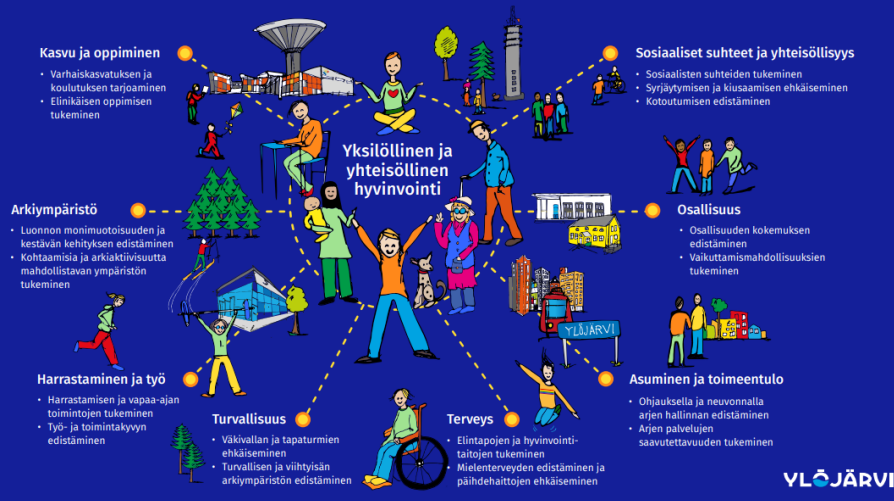 Kasvu ja oppiminen
• Varhaiskasvatuksen ja
koulutuksen tarjoaminen
• Elinikäisen oppimisen
tukeminen
Sosiaaliset suhteet ja yhteisöllisyys
• Sosiaalisten suhteiden tukeminen
• Syrjäytymisen ja kiusaamisen ehkäiseminen
• Kotoutumisen edistäminen
Yksilöllinen ja
yhteisöllinen
hyvinvointi
Arkiympäristö
• Luonnon monimuotoisuuden ja
kestävän kehityksen edistäminen
• Kohtaamisia ja arkiaktiivisuutta
mahdollistavan ympäristön
tukeminen
Osallisuus
• Osallisuuden kokemuksen
edistäminen
• Vaikuttamismahdollisuuksien
tukeminen
YLÖJÄRVI
Harrastaminen ja työ
• Harrastamisen ja vapaa-ajan
toimintojen tukeminen
• Työ- ja toimintakyvyn
edistäminen
Asuminen ja toimeentulo
• Ohjauksella ja neuvonnalla
arjen hallinnan edistäminen
• Arjen palvelujen
saavutettavuuden tukeminen
Turvallisuus
• Väkivallan ja tapaturmien
ehkäiseminen
• Turvallisen ja viihtyisän
arkiympäristön edistäminen
Terveys
• Elintapojen ja hyvinvointi-
taitojen tukeminen
• Mielenterveyden edistäminen ja
päihdehaittojen ehkäiseminen
YLÖJÄRVI